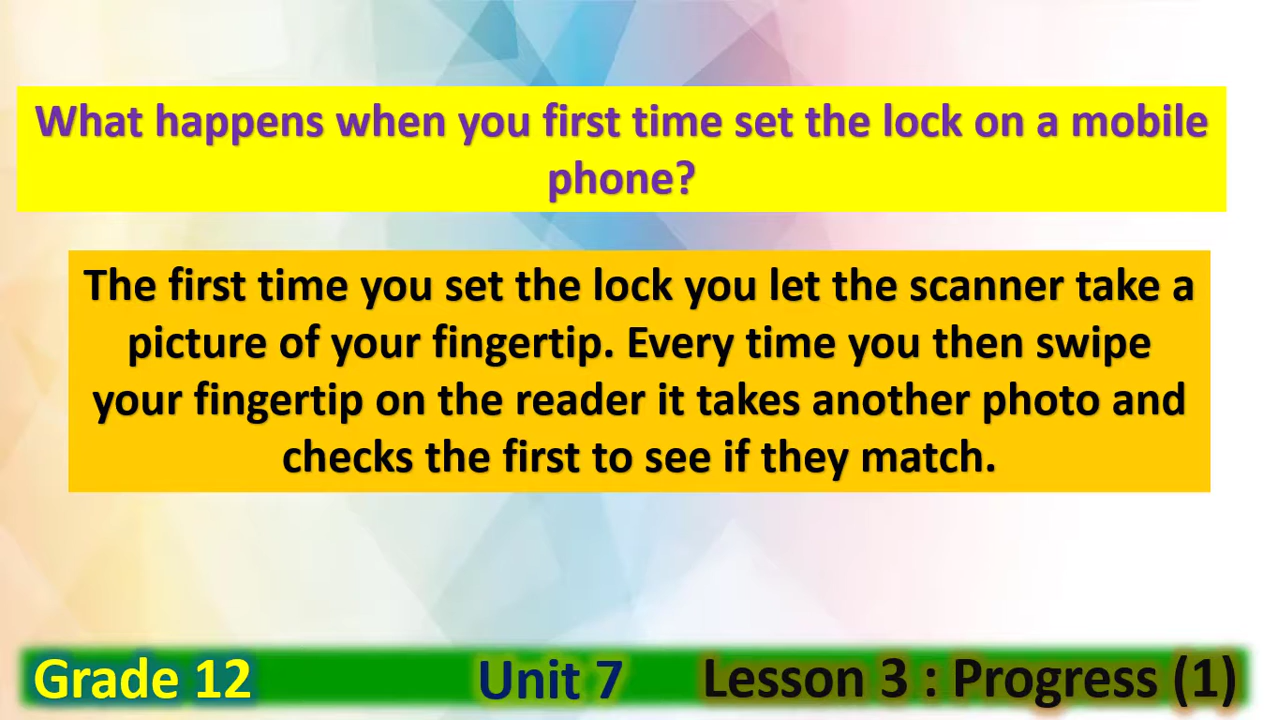 What happens when you first time set the lock on a mobile
phone?
The first time you set the lock you let the scanner take a
picture of your fingertip. Every time you then swipe
your fingertip on the reader it takes another photo and
checks the first to see if they match.
Grade 12 Unit 7 Lesson 3 : Progress (1)